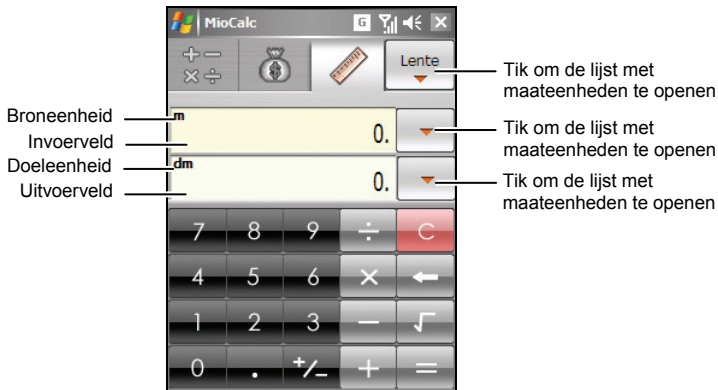 MioCalc G
Lente
Tik om de lijst met
maateenheden te openen
Broneenheid
m
Invoerveld
0.
Tik om de lijst met
maateenheden te openen
Doeleenheid
dm
Uitvoerveld
0.
Tik om de lijst met
maateenheden te openen
7 8 9 ÷ C
4 5 6 × ←
1 2 3 − √
0 . +/− + =